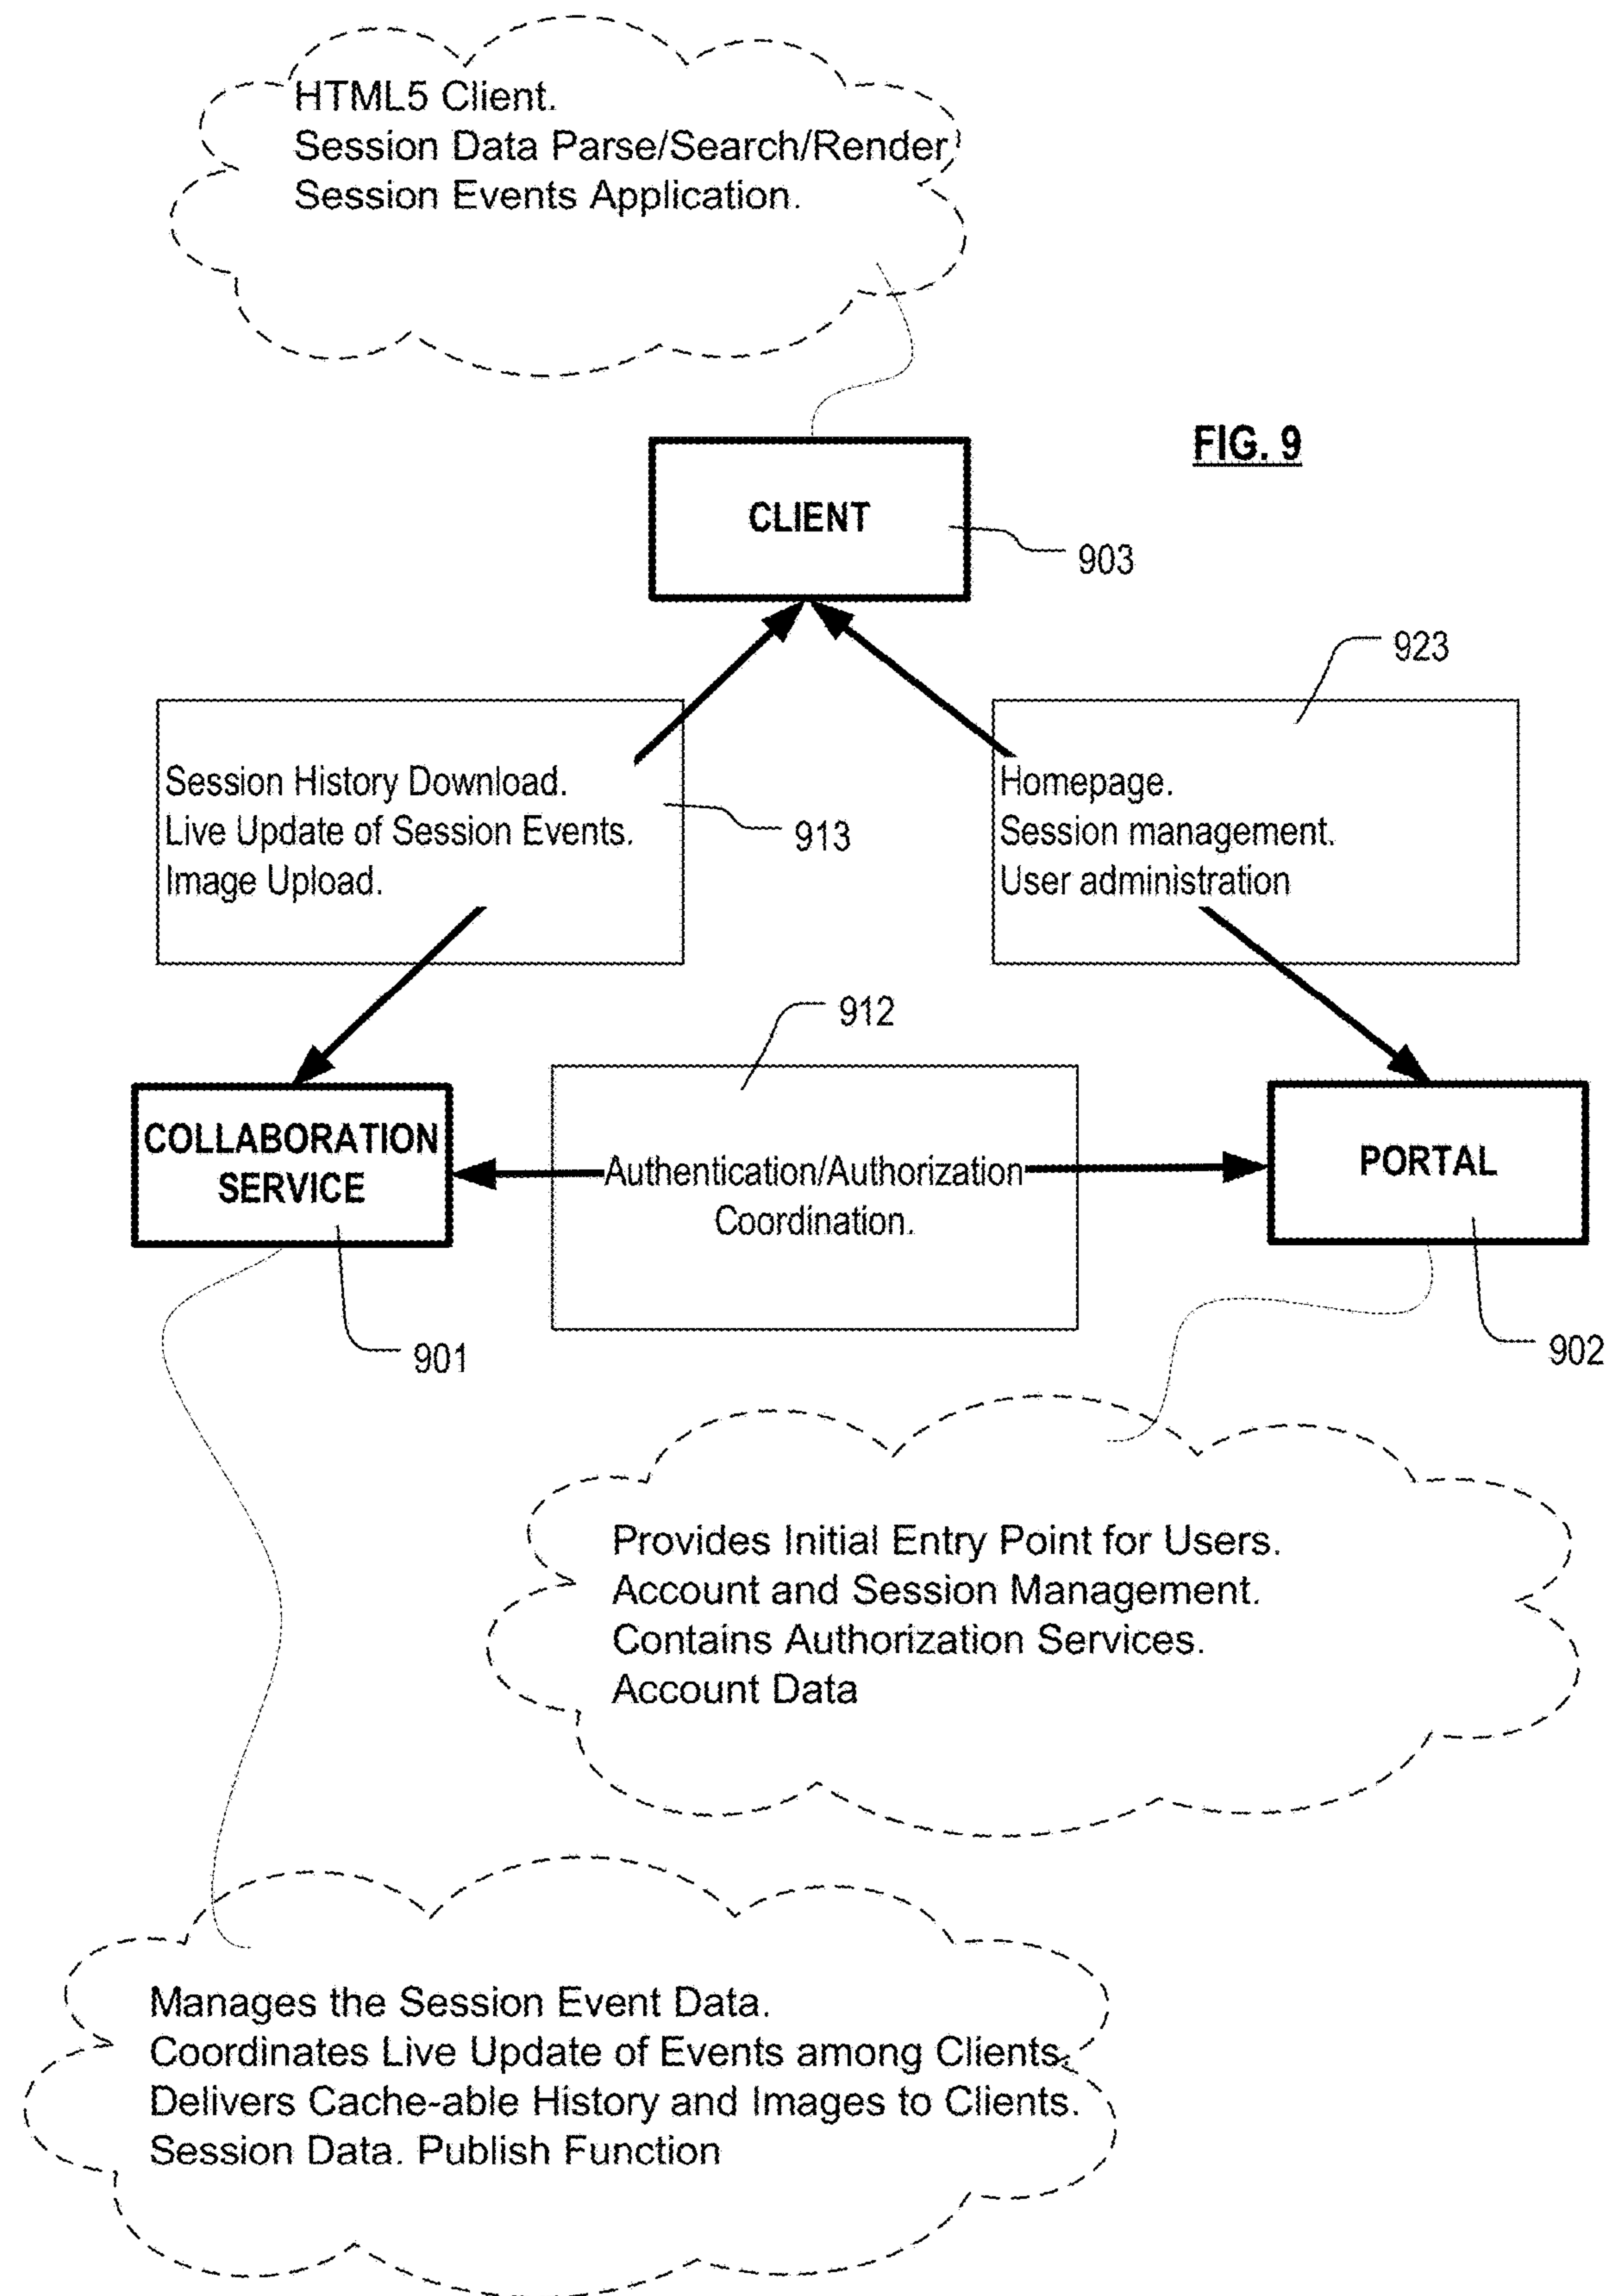 HTML5 Client.
Session Data Parse/Search/Render
Session Events Application.
FIG. 9
CLIENT
903
923
Session History Download.
Live Update of Session Events.
Image Upload.
913
Homepage.
Session management.
User administration
912
COLLABORATION
SERVICE
Authentication/Authorization
Coordination.
PORTAL
901
902
Provides Initial Entry Point for Users.
Account and Session Management.
Contains Authorization Services.
Account Data
Manages the Session Event Data.
Coordinates Live Update of Events among Clients.
Delivers Cache-able History and Images to Clients.
Session Data. Publish Function